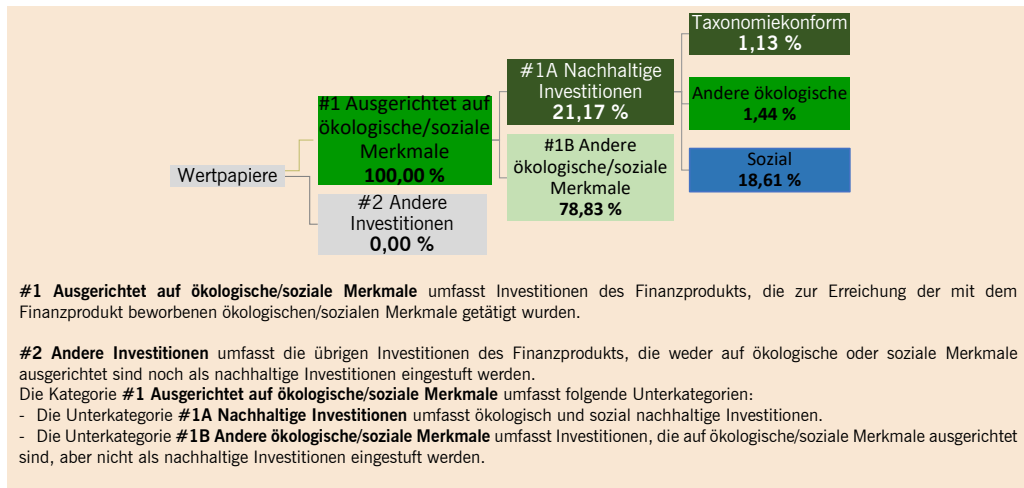 Wertpapiere
#1 Ausgerichtet auf
ökologische/soziale
Merkmale
100,00 %
#2 Andere
Investitionen
0,00 %
#1A Nachhaltige
Investitionen
21,17 %
#1B Andere
ökologische/soziale
Merkmale
78,83 %
Taxonomiekonform
1,13 %
Andere ökologische
1,44 %
Sozial
18,61 %
#1 Ausgerichtet auf ökologische/soziale Merkmale umfasst Investitionen des Finanzprodukts, die zur Erreichung der mit dem
Finanzprodukt beworbenen ökologischen/sozialen Merkmale getätigt wurden.
#2 Andere Investitionen umfasst die übrigen Investitionen des Finanzprodukts, die weder auf ökologische oder soziale Merkmale
ausgerichtet sind noch als nachhaltige Investitionen eingestuft werden.
Die Kategorie #1 Ausgerichtet auf ökologische/soziale Merkmale umfasst folgende Unterkategorien:
- Die Unterkategorie #1A Nachhaltige Investitionen umfasst ökologisch und sozial nachhaltige Investitionen.
- Die Unterkategorie #1B Andere ökologische/soziale Merkmale umfasst Investitionen, die auf ökologische/soziale Merkmale ausgerichtet
sind, aber nicht als nachhaltige Investitionen eingestuft werden.